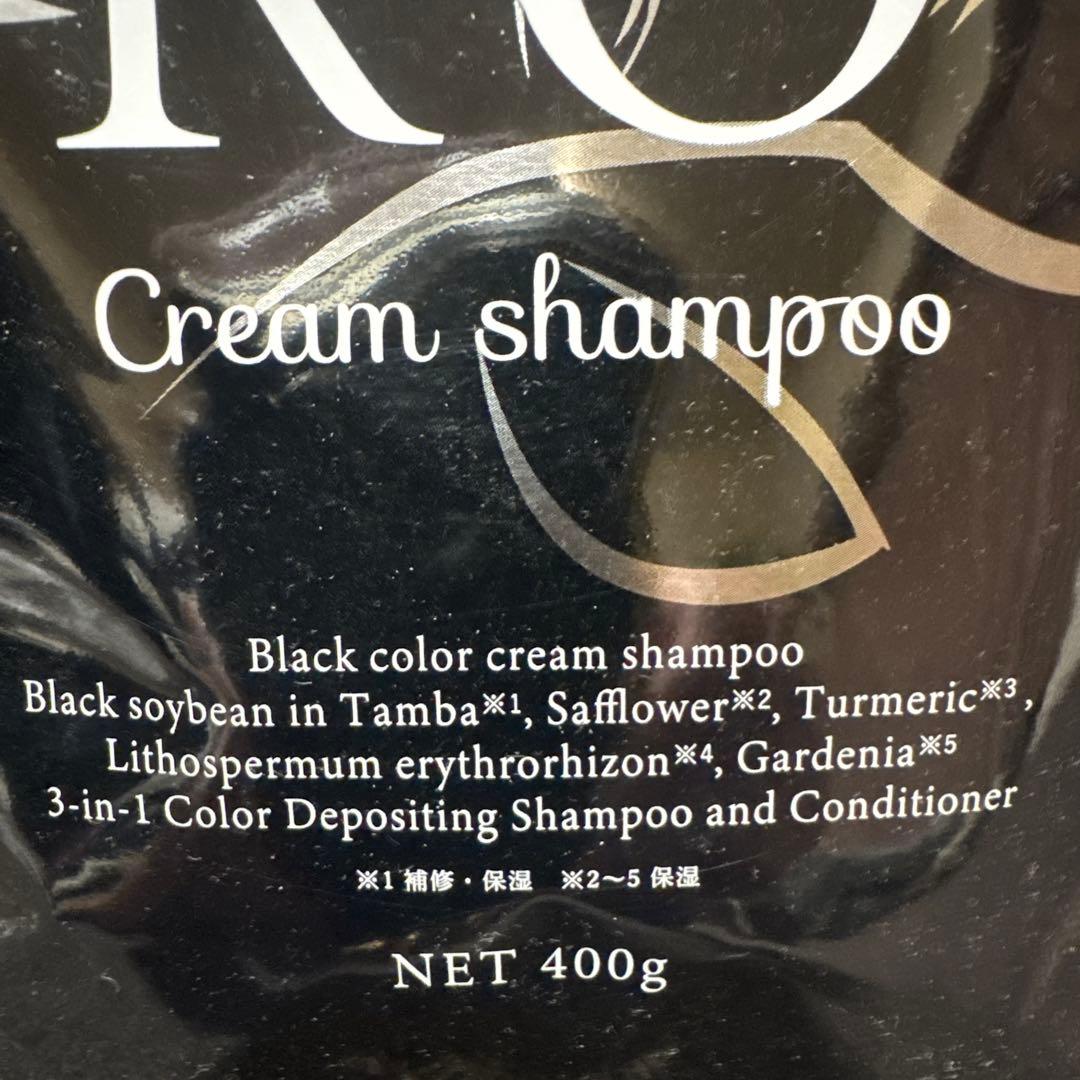 RO
Cream shampoo
Black color cream shampoo
Black soybean in Tamba※1, Safflower※2, Turmeric※3,
Lithospermum erythrorhizon※4, Gardenia※5
3-in-1 Color Depositing Shampoo and Conditioner
※1 補修・保湿 ※2〜5 保湿
NET 400g